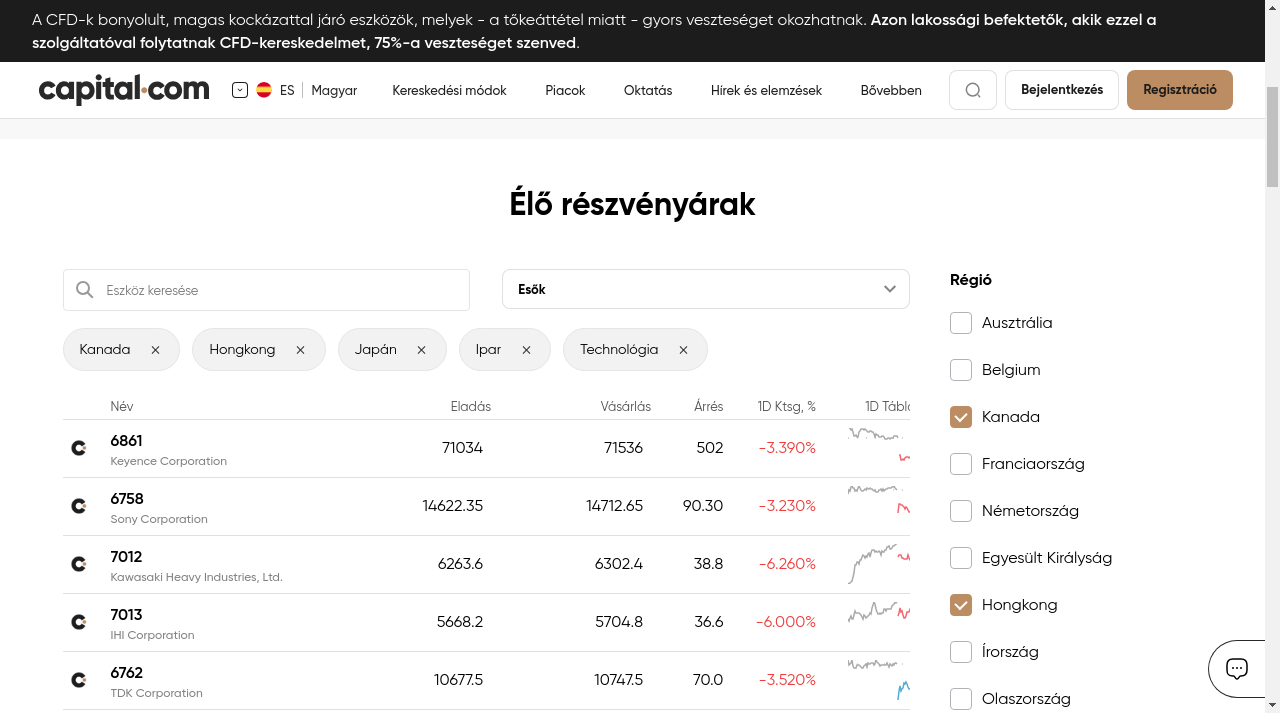 A CFD-k bonyolult, magas kockázattal járó eszközök, melyek - a tőkeáttétel miatt - gyors veszteséget okozhatnak. Azon lakossági befektetők, akik ezzel a
szolgáltatóval folytatnak CFD-kereskedelmet, 75%-a veszteséget szenved.
capital.com ES Magyar Kereskedési módok Piacok Oktatás Hírek és elemzések Bővebben Bejelentkezés Regisztráció
Élő részvényárak
Eszköz keresése
Esők
Kanada Hongkong Japán Ipar Technológia
Név Eladás Vásárlás Árrés 1D Ktsg, %
6861 71034 71536 502 -3.390%
Keyence Corporation
6758 14622.35 14712.65 90.30 -3.230%
Sony Corporation
7012 6263.6 6302.4 38.8 -6.260%
Kawasaki Heavy Industries, Ltd.
7013 5668.2 5704.8 36.6 -6.000%
IHI Corporation
6762 10677.5 10747.5 70.0 -3.520%
TDK Corporation
Régió
Ausztrália
Belgium
Kanada
Franciaország
Németország
Egyesült Királyság
Hongkong
Írország
Olaszország